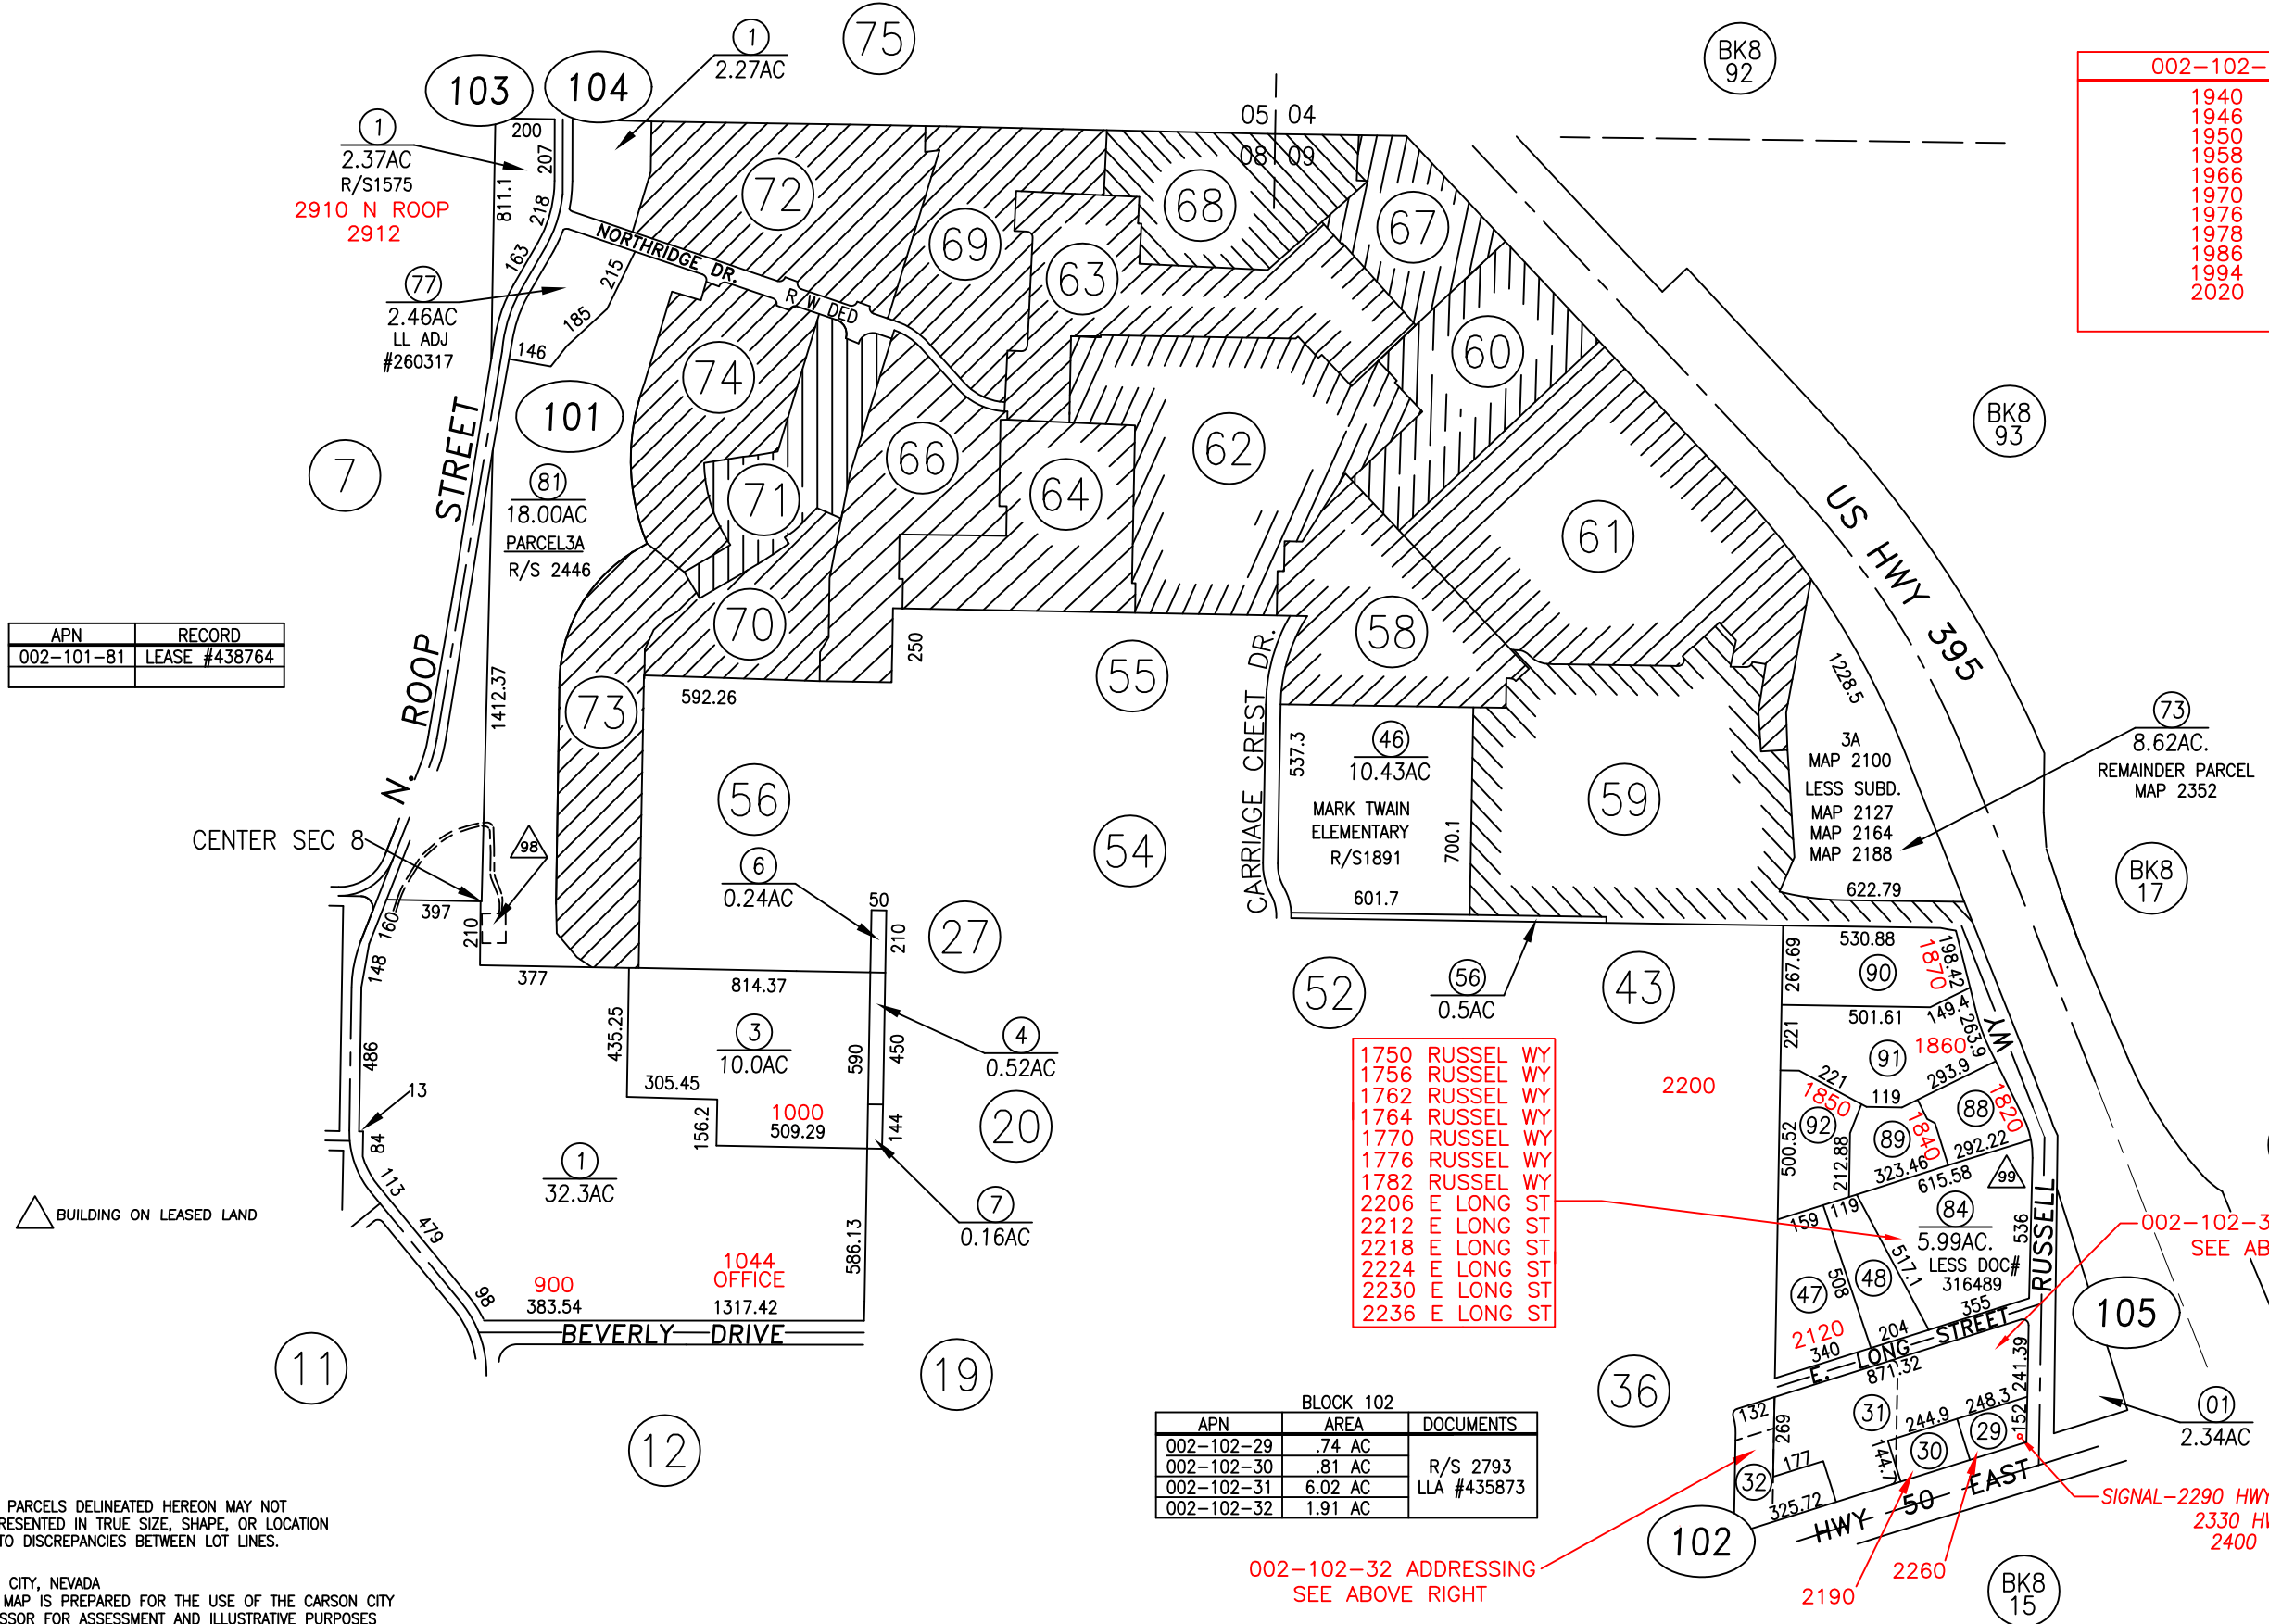 1
2.27AC
75
BK8
92
002-102-
1940
1946
1950
1958
1966
1970
1976
1978
1986
1994
2020
103
104
1
2.37AC
R/S1575
2910 N ROOP
2912
200
207
811.1
218
163
05 04
08 09
72
69
68
67
63
60
NORTHRIDGE DR.
R/W DED
215
185
146
77
2.46AC
LL ADJ
#260317
74
101
7
81
18.00AC
PARCEL3A
R/S 2446
71
66
64
62
61
BK8
93
US HWY 395
N. ROOP STREET
70
58
APN RECORD
002-101-81 LEASE #438764
250
55
CARRIAGE CREST DR.
1412.37
73
592.26
537.3
46
10.43AC
MARK TWAIN
ELEMENTARY
R/S1891
700.1
601.7
59
1228.5
3A
MAP 2100
LESS SUBD.
MAP 2127
MAP 2164
MAP 2188
622.79
73
8.62AC.
REMAINDER PARCEL
MAP 2352
56
54
CENTER SEC 8
98
6
0.24AC
50
210
27
BK8
17
397
160
210
148
377
814.37
435.25
3
10.0AC
590
450
4
0.52AC
52
56
0.5AC
43
267.69
530.88
198.42
90
1870
501.61
149.4
263.9
WY
221
91
1860
221
119
293.9
486
13
305.45
156.2
1000
509.29
144
20
84
113
1
32.3AC
7
0.16AC
1750 RUSSEL WY
1756 RUSSEL WY
1762 RUSSEL WY
1764 RUSSEL WY
1770 RUSSEL WY
1776 RUSSEL WY
1782 RUSSEL WY
2206 E LONG ST
2212 E LONG ST
2218 E LONG ST
2224 E LONG ST
2230 E LONG ST
2236 E LONG ST
2200
1850
92
88
1820
89
1840
500.52
212.88
323.46
292.22
615.58
99
159
119
84
5.99AC.
LESS DOC#
316489
536
RUSSELL
517.1
508
48
47
355
2120
340
204
E. LONG STREET
871.32
002-102-3
SEE AB
BUILDING ON LEASED LAND
479
98
900
383.54
1044
OFFICE
1317.42
586.13
BEVERLY DRIVE
11
19
12
36
105
01
2.34AC
132
269
31
244.9
248.3
241.39
152
29
30
144.7
177
32
325.72
HWY 50 EAST
102
BLOCK 102
APN AREA DOCUMENTS
002-102-29 .74 AC
002-102-30 .81 AC
002-102-31 6.02 AC
002-102-32 1.91 AC
R/S 2793
LLA #435873
002-102-32 ADDRESSING
SEE ABOVE RIGHT
2190
2260
SIGNAL-2290 HWY
2330 HW
2400
BK8
15
PARCELS DELINEATED HEREON MAY NOT
RESENTED IN TRUE SIZE, SHAPE, OR LOCATION
TO DISCREPANCIES BETWEEN LOT LINES.
CITY, NEVADA
MAP IS PREPARED FOR THE USE OF THE CARSON CITY
SSOR FOR ASSESSMENT AND ILLUSTRATIVE PURPOSES